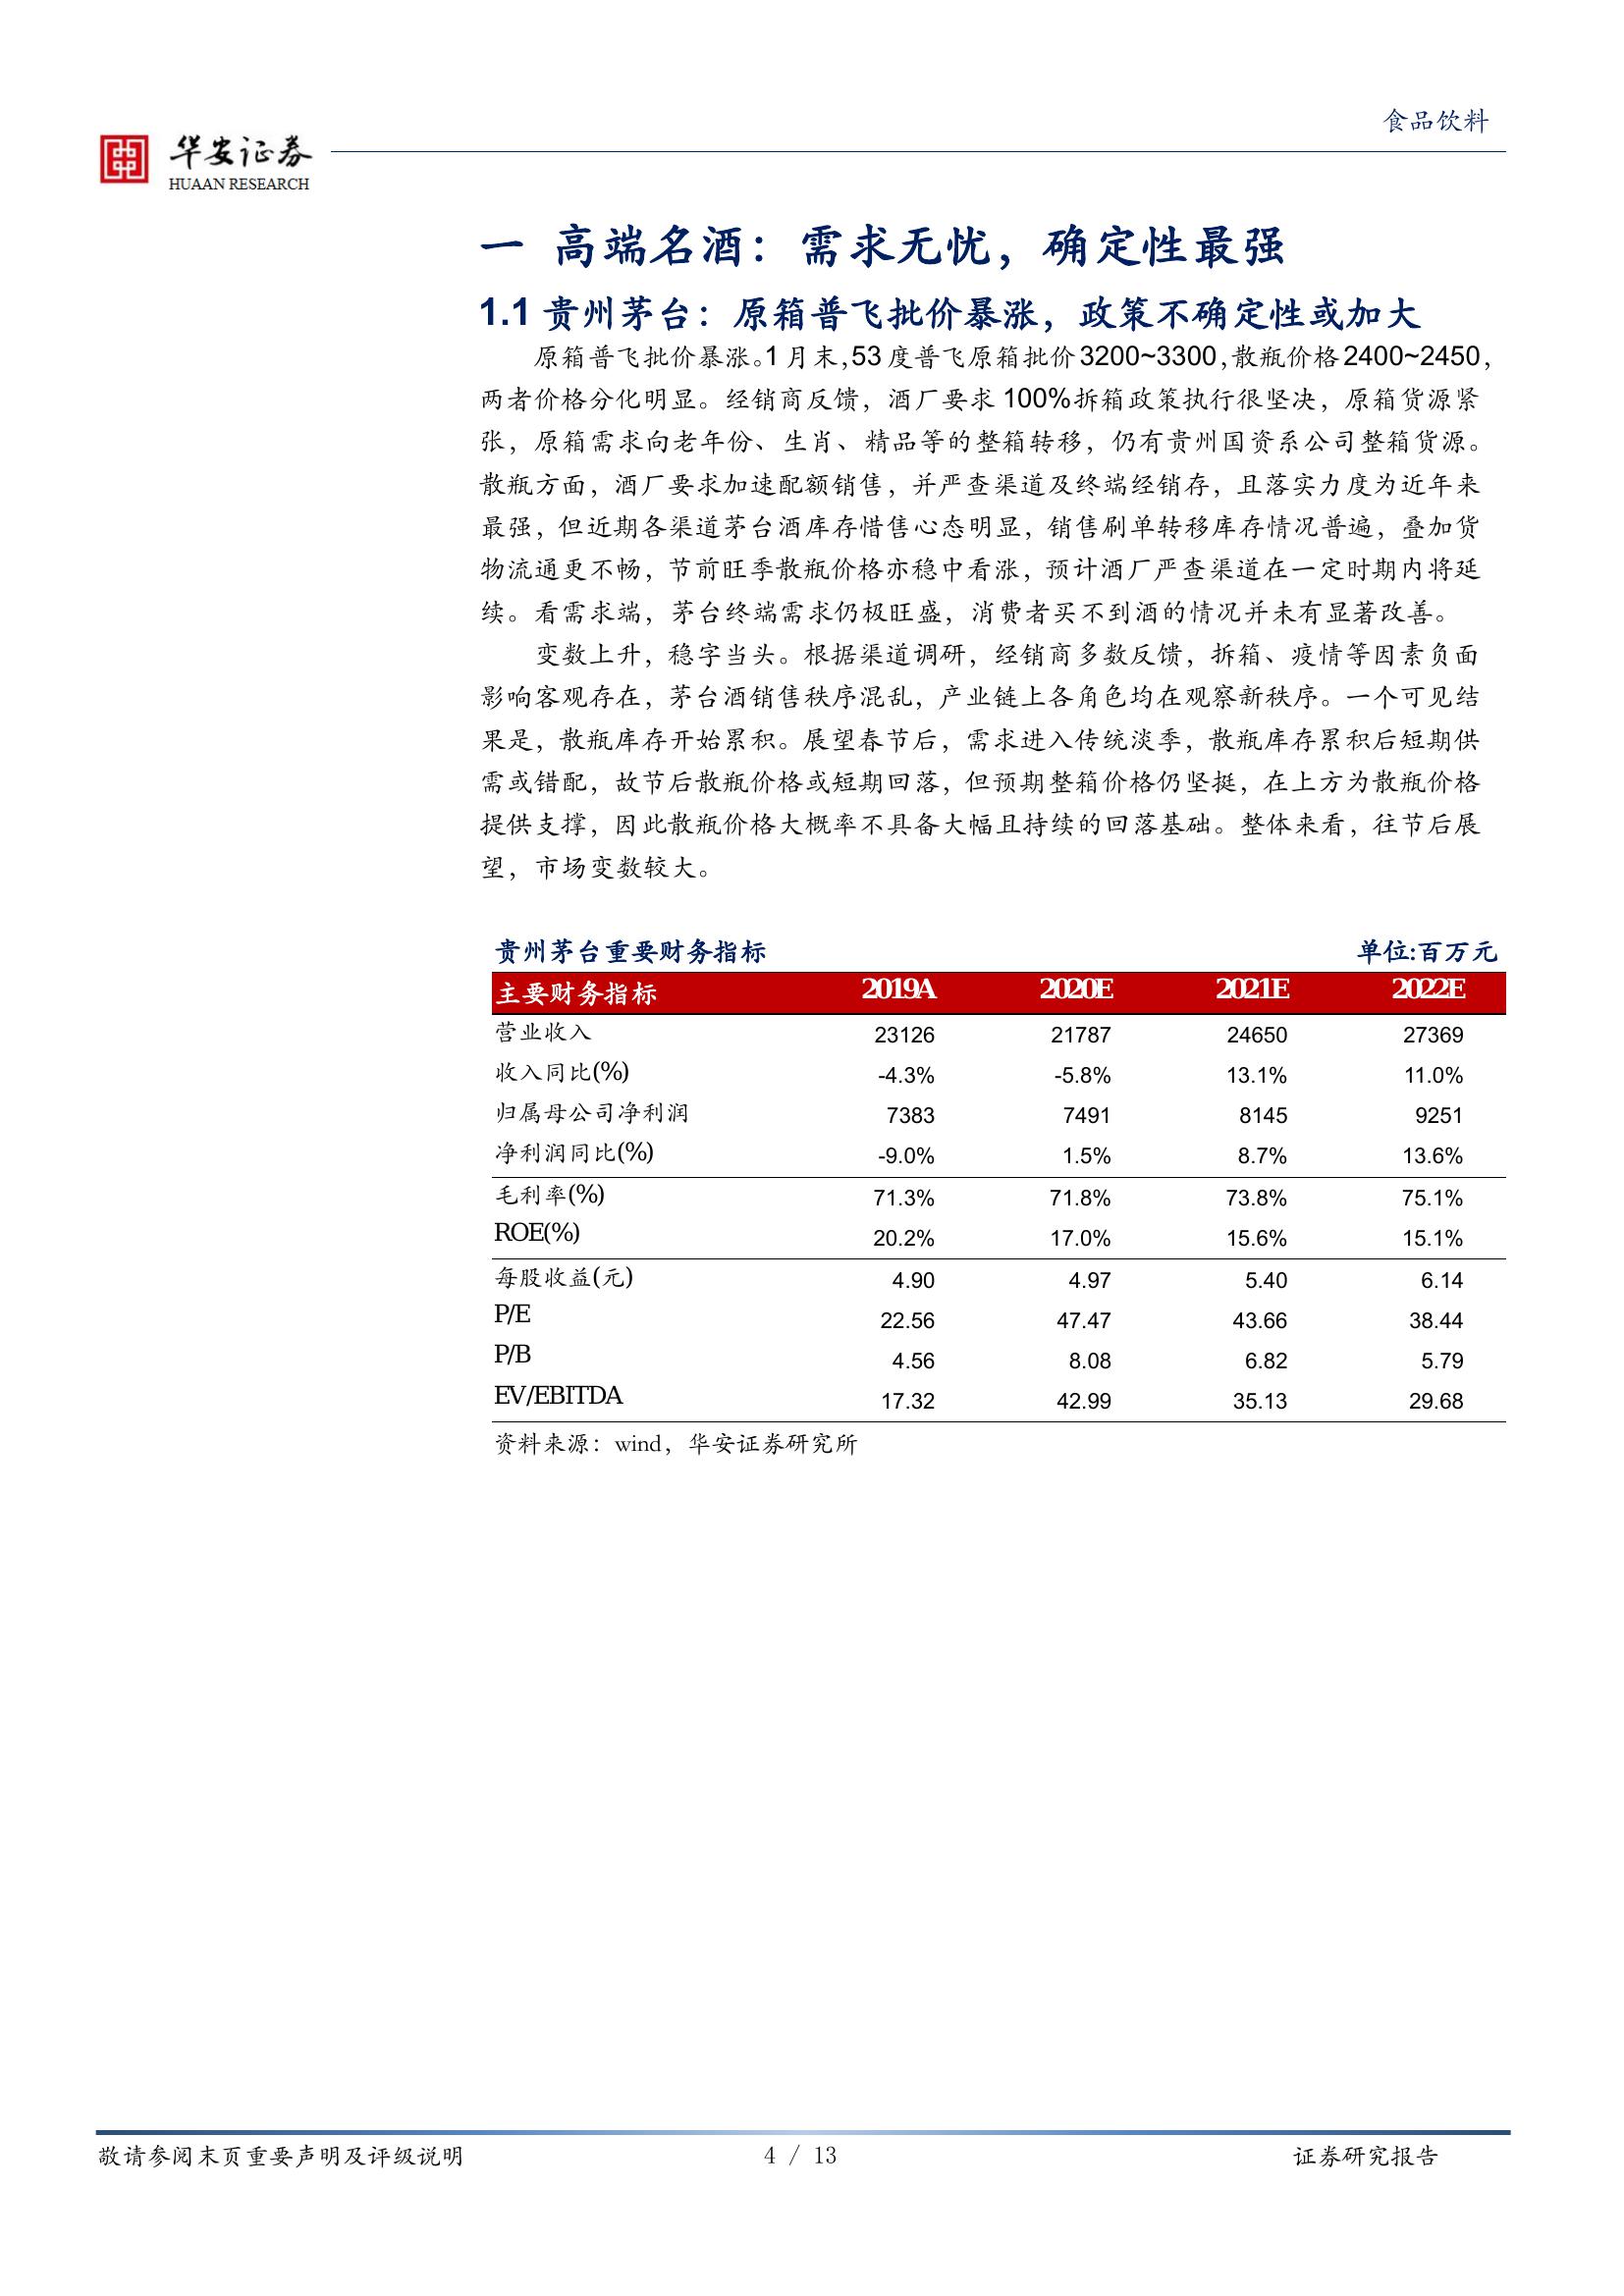 食品饮料
华安证券
HUAAN RESEARCH
一 高端名酒：需求无忧，确定性最强
1.1 贵州茅台：原箱普飞批价暴涨，政策不确定性或加大
原箱普飞批价暴涨。1 月末，53 度普飞原箱批价 3200~3300，散瓶价格 2400~2450，
两者价格分化明显。经销商反馈，酒厂要求 100%拆箱政策执行很坚决，原箱货源紧
张，原箱需求向老年份、生肖、精品等的整箱转移，仍有贵州国资系公司整箱货源。
散瓶方面，酒厂要求加速配额销售，并严查渠道及终端经销存，且落实力度为近年来
最强，但近期各渠道茅台酒库存惜售心态明显，销售刷单转移库存情况普遍，叠加货
物流通更不畅，节前旺季散瓶价格亦稳中看涨，预计酒厂严查渠道在一定时期内将延
续。看需求端，茅台终端需求仍极旺盛，消费者买不到酒的情况并未有显著改善。
变数上升，稳字当头。根据渠道调研，经销商多数反馈，拆箱、疫情等因素负面
影响客观存在，茅台酒销售秩序混乱，产业链上各角色均在观察新秩序。一个可见结
果是，散瓶库存开始累积。展望春节后，需求进入传统淡季，散瓶库存累积后短期供
需或错配，故节后散瓶价格或短期回落，但预期整箱价格仍坚挺，在上方为散瓶价格
提供支撑，因此散瓶价格大概率不具备大幅且持续的回落基础。整体来看，往节后展
望，市场变数较大。
贵州茅台重要财务指标 单位:百万元
主要财务指标 2019A 2020E 2021E 2022E
营业收入 23126 21787 24650 27369
收入同比(%) -4.3% -5.8% 13.1% 11.0%
归属母公司净利润 7383 7491 8145 9251
净利润同比(%) -9.0% 1.5% 8.7% 13.6%
毛利率(%) 71.3% 71.8% 73.8% 75.1%
ROE(%) 20.2% 17.0% 15.6% 15.1%
每股收益(元) 4.90 4.97 5.40 6.14
P/E 22.56 47.47 43.66 38.44
P/B 4.56 8.08 6.82 5.79
EV/EBITDA 17.32 42.99 35.13 29.68
资料来源：wind，华安证券研究所
敬请参阅末页重要声明及评级说明 4 / 13 证券研究报告